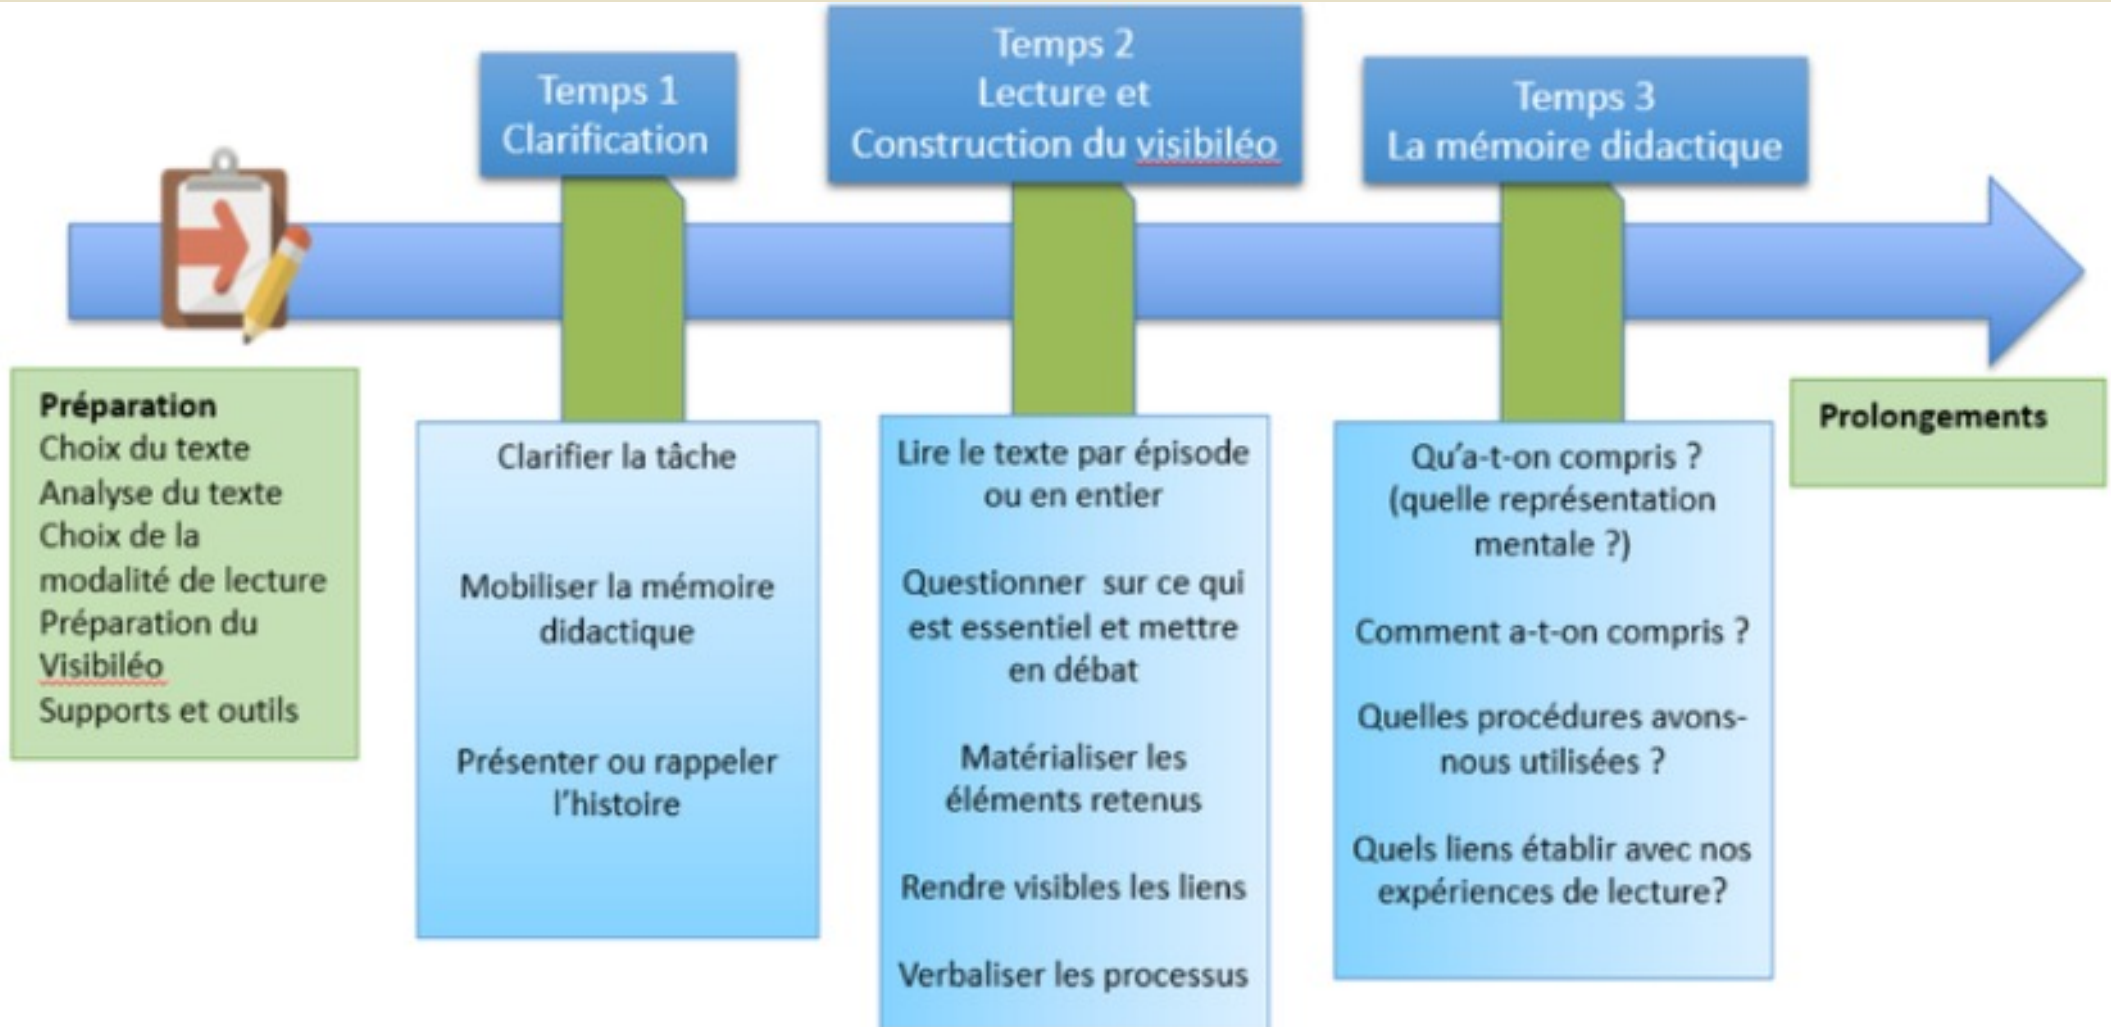 Préparation
Choix du texte
Analyse du texte
Choix de la
modalité de lecture
Préparation du
Visibiléo
Supports et outils
Temps 1
Clarification
Clarifier la tâche
Mobiliser la mémoire
didactique
Présenter ou rappeler
l'histoire
Temps 2
Lecture et
Construction du visibiléo
Lire le texte par épisode
ou en entier
Questionner  sur ce qui
est essentiel et mettre
en débat
Matérialiser les
éléments retenus
Rendre visibles les liens
Verbaliser les processus
Temps 3
La mémoire didactique
Qu'a-t-on compris ?
(quelle représentation
mentale ?)
Comment a-t-on compris ?
Quelles procédures avons-
nous utilisées ?
Quels liens établir avec nos
expériences de lecture?
Prolongements